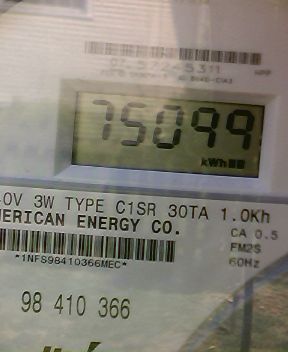 75099
kWh
0V 3W TYPE C1SR 30TA 1.0Kh
MERICAN ENERGY CO.
CA 0.5
FM2S
*1NFS98410366MEC*
60Hz
98 410 366